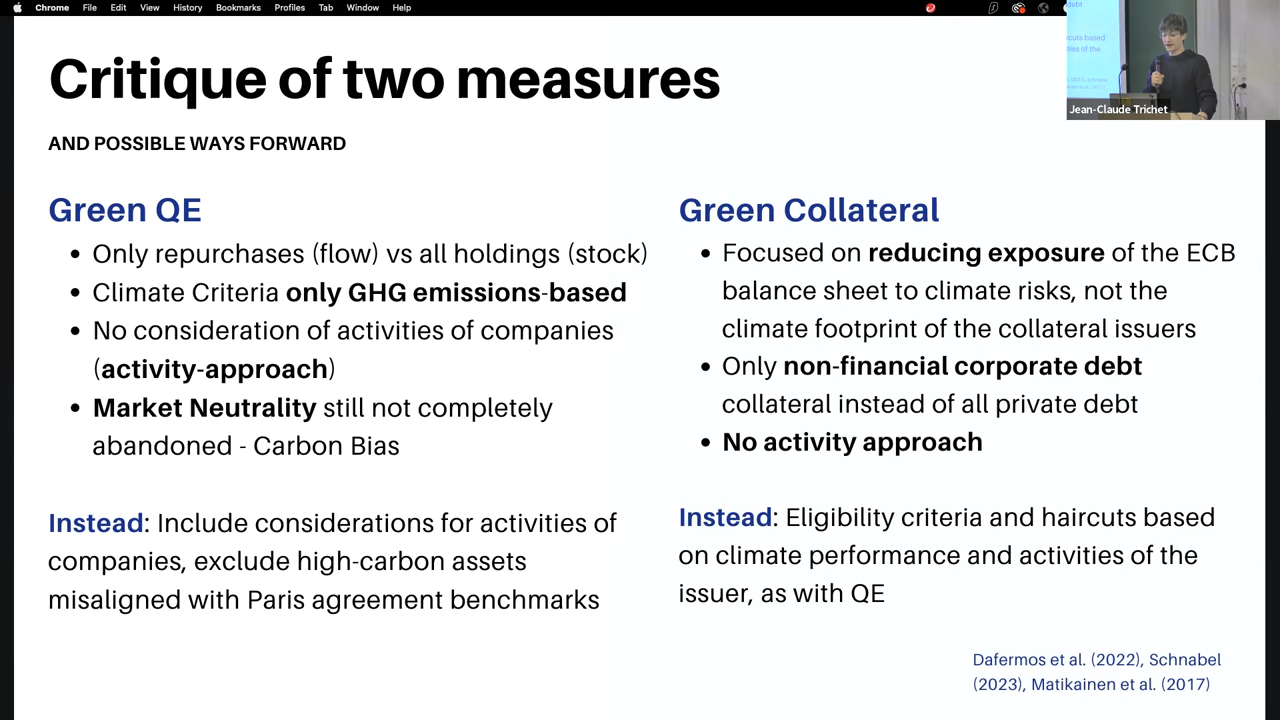 Chrome File Edit View History Bookmarks Profiles Tab Window Help
Critique of two measures
AND POSSIBLE WAYS FORWARD
Green QE
• Only repurchases (flow) vs all holdings (stock)
• Climate Criteria only GHG emissions-based
• No consideration of activities of companies
(activity-approach)
• Market Neutrality still not completely
abandoned - Carbon Bias
Instead: Include considerations for activities of
companies, exclude high-carbon assets
misaligned with Paris agreement benchmarks
Green Collateral
• Focused on reducing exposure of the ECB
balance sheet to climate risks, not the
climate footprint of the collateral issuers
• Only non-financial corporate debt
collateral instead of all private debt
• No activity approach
Instead: Eligibility criteria and haircuts based
on climate performance and activities of the
issuer, as with QE
Dafermos et al. (2022), Schnabel
(2023), Matikainen et al. (2017)
debt
cuts based
ies of the
Jean-Claude Trichet